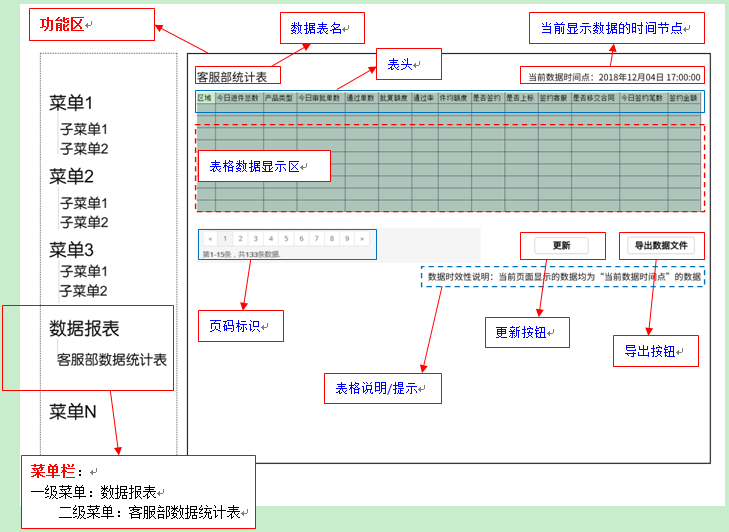 功能区
数据表名
当前显示数据的时间节点
表头
客服部统计表
当前数据时间点：2018年12月04日 17:00:00
区域 今日进件总数 产品类型 今日审批单数 通过单数 批复额度 通过率 件均额度 是否签约 是否上标 签约客服 是否移交合同 今日签约笔数 签约金额
表格数据显示区
菜单1
子菜单1
子菜单2
菜单2
子菜单1
子菜单2
菜单3
子菜单1
子菜单2
数据报表
客服部数据统计表
菜单N
« 1 2 3 4 5 6 7 8 9 »
第1-15条，共133条数据.
更新
导出数据文件
数据时效性说明：当前页面显示的数据均为“当前数据时间点”的数据
页码标识
更新按钮
导出按钮
表格说明/提示
菜单栏：
一级菜单：数据报表
二级菜单：客服部数据统计表